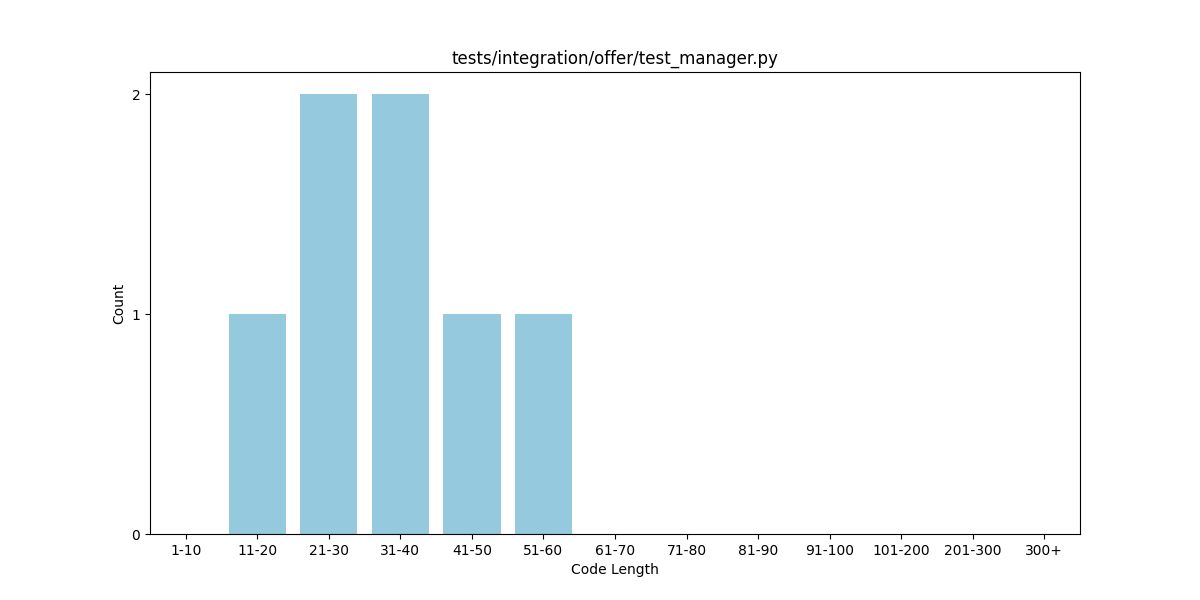 tests/integration/offer/test_manager.py
2
1
0
Count
1-10 11-20 21-30 31-40 41-50 51-60 61-70 71-80 81-90 91-100 101-200 201-300 300+
Code Length